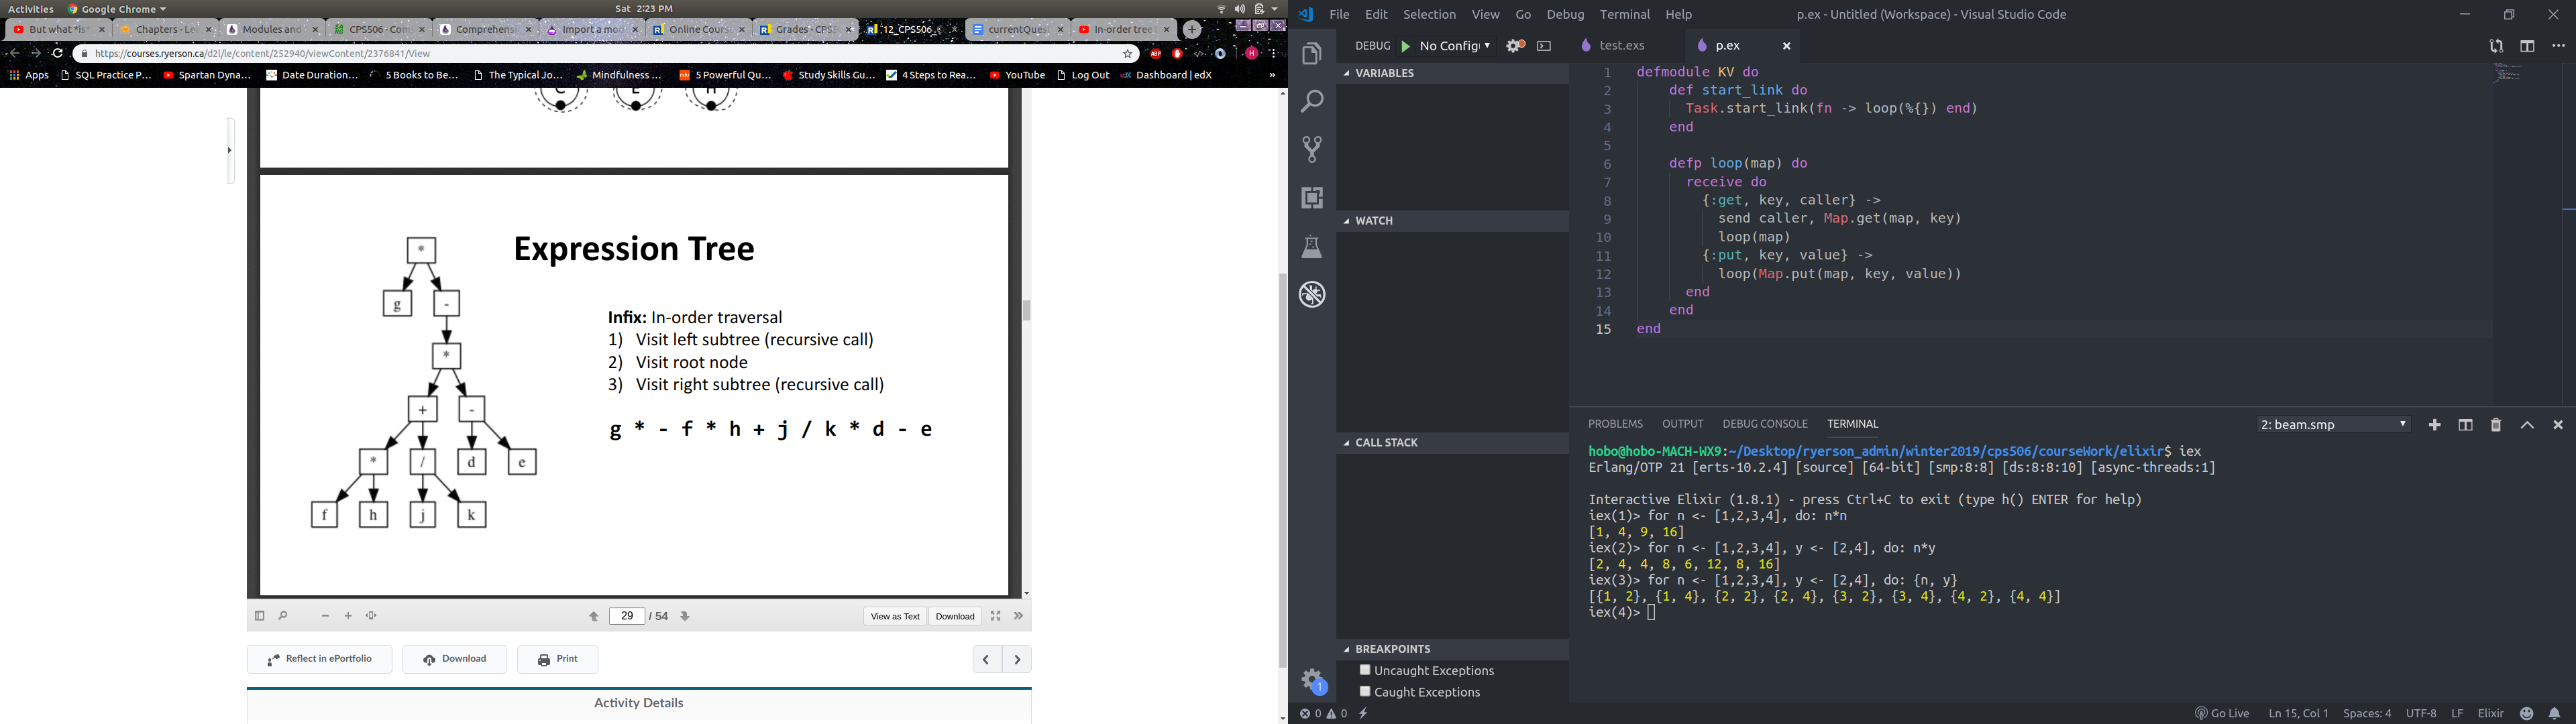 Activities Google Chrome Sat 2:23 PM
But what *is* Chapters - Le Modules and CPS506 - Com Comprehens Import a mod Online Cours Grades - CPS 12_CPS506_e currentQuest In-order tree
https://courses.ryerson.ca/d2l/le/content/252940/viewContent/2376841/View
Apps SQL Practice P... Spartan Dyna... Date Duration... 5 Books to Be... The Typical Jo... Mindfulness ... 5 Powerful Qu... Study Skills Gu... 4 Steps to Rea... YouTube Log Out Dashboard | edX »
C E H
Expression Tree
*
g -
*
+ -
* / d e
f h j k
Infix: In-order traversal
1) Visit left subtree (recursive call)
2) Visit root node
3) Visit right subtree (recursive call)
g * - f * h + j / k * d - e
29 / 54 View as Text Download
Reflect in ePortfolio Download Print
Activity Details
File Edit Selection View Go Debug Terminal Help p.ex - Untitled (Workspace) - Visual Studio Code
DEBUG No Config test.exs p.ex
VARIABLES
WATCH
CALL STACK
BREAKPOINTS
Uncaught Exceptions
Caught Exceptions
1 defmodule KV do
2 def start_link do
3 Task.start_link(fn -> loop(%{}) end)
4 end
5
6 defp loop(map) do
7 receive do
8 {:get, key, caller} ->
9 send caller, Map.get(map, key)
10 loop(map)
11 {:put, key, value} ->
12 loop(Map.put(map, key, value))
13 end
14 end
15 end
PROBLEMS OUTPUT DEBUG CONSOLE TERMINAL 2: beam.smp
hobo@hobo-MACH-WX9:~/Desktop/ryerson_admin/winter2019/cps506/courseWork/elixir$ iex
Erlang/OTP 21 [erts-10.2.4] [source] [64-bit] [smp:8:8] [ds:8:8:10] [async-threads:1]
Interactive Elixir (1.8.1) - press Ctrl+C to exit (type h() ENTER for help)
iex(1)> for n <- [1,2,3,4], do: n*n
[1, 4, 9, 16]
iex(2)> for n <- [1,2,3,4], y <- [2,4], do: n*y
[2, 4, 4, 8, 6, 12, 8, 16]
iex(3)> for n <- [1,2,3,4], y <- [2,4], do: {n, y}
[{1, 2}, {1, 4}, {2, 2}, {2, 4}, {3, 2}, {3, 4}, {4, 2}, {4, 4}]
iex(4)>
1
0 0 Go Live Ln 15, Col 1 Spaces: 4 UTF-8 LF Elixir